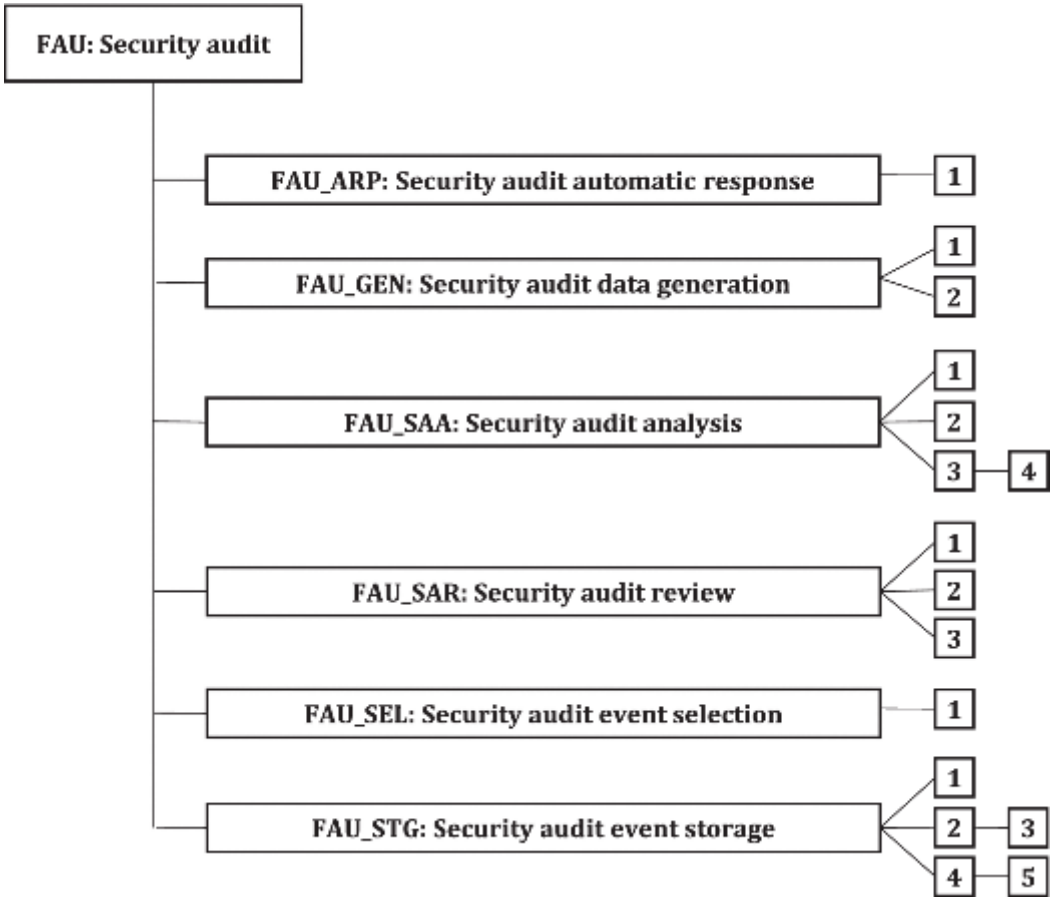 FAU: Security audit
FAU_ARP: Security audit automatic response
1
FAU_GEN: Security audit data generation
1
2
FAU_SAA: Security audit analysis
1
2
3 4
FAU_SAR: Security audit review
1
2
3
FAU_SEL: Security audit event selection
1
FAU_STG: Security audit event storage
1
2 3
4 5